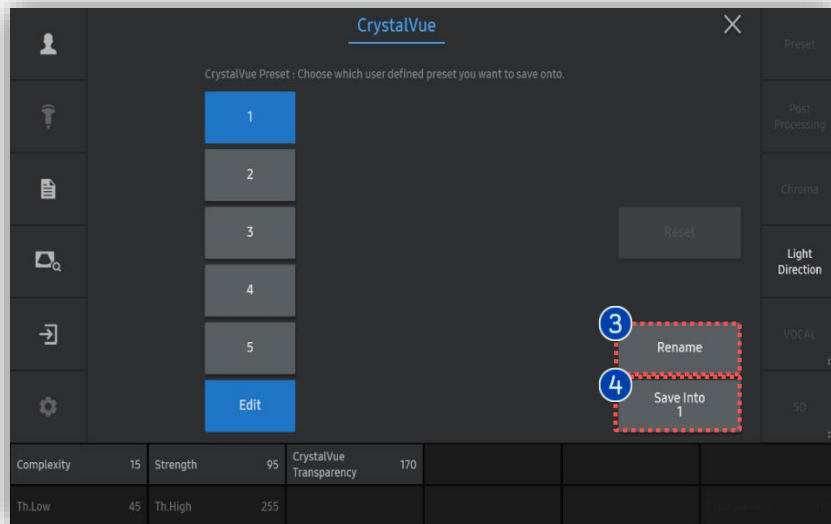 CrystalVue
CrystalVue Preset : Choose which user defined preset you want to save onto.
1
2
3
4
5
Edit
Reset
3
Rename
4
Save Into
1
Preset
Post
Processing
Chroma
Light
Direction
VOCAL
SD
Complexity 15
Strength 95
CrystalVue
Transparency 170
Th.Low 45
Th.High 255